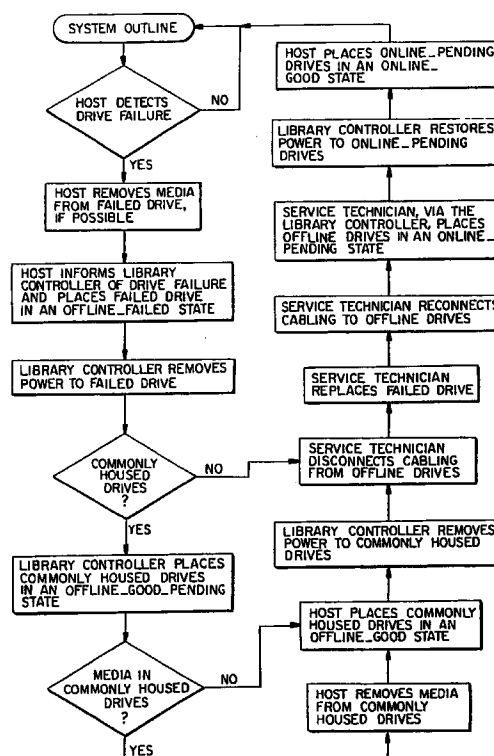 SYSTEM OUTLINE
HOST DETECTS
DRIVE FAILURE
NO
YES
HOST REMOVES MEDIA
FROM FAILED DRIVE,
IF POSSIBLE
HOST INFORMS LIBRARY
CONTROLLER OF DRIVE FAILURE
AND PLACES FAILED DRIVE
IN AN OFFLINE_FAILED STATE
LIBRARY CONTROLLER REMOVES
POWER TO FAILED DRIVE
COMMONLY
HOUSED
DRIVES
?
NO
YES
LIBRARY CONTROLLER PLACES
COMMONLY HOUSED DRIVES
IN AN OFFLINE_GOOD_PENDING
STATE
MEDIA IN
COMMONLY HOUSED
DRIVES
?
NO
YES
HOST REMOVES MEDIA
FROM COMMONLY
HOUSED DRIVES
HOST PLACES COMMONLY
HOUSED DRIVES IN AN
OFFLINE_GOOD STATE
LIBRARY CONTROLLER REMOVES
POWER TO COMMONLY HOUSED
DRIVES
SERVICE TECHNICIAN
DISCONNECTS CABLING
FROM OFFLINE DRIVES
SERVICE TECHNICIAN
REPLACES FAILED DRIVE
SERVICE TECHNICIAN RECONNECTS
CABLING TO OFFLINE DRIVES
SERVICE TECHNICIAN, VIA THE
LIBRARY CONTROLLER, PLACES
OFFLINE DRIVES IN AN ONLINE_
PENDING STATE
LIBRARY CONTROLLER RESTORES
POWER TO ONLINE_PENDING
DRIVES
HOST PLACES ONLINE_PENDING
DRIVES IN AN ONLINE_
GOOD STATE